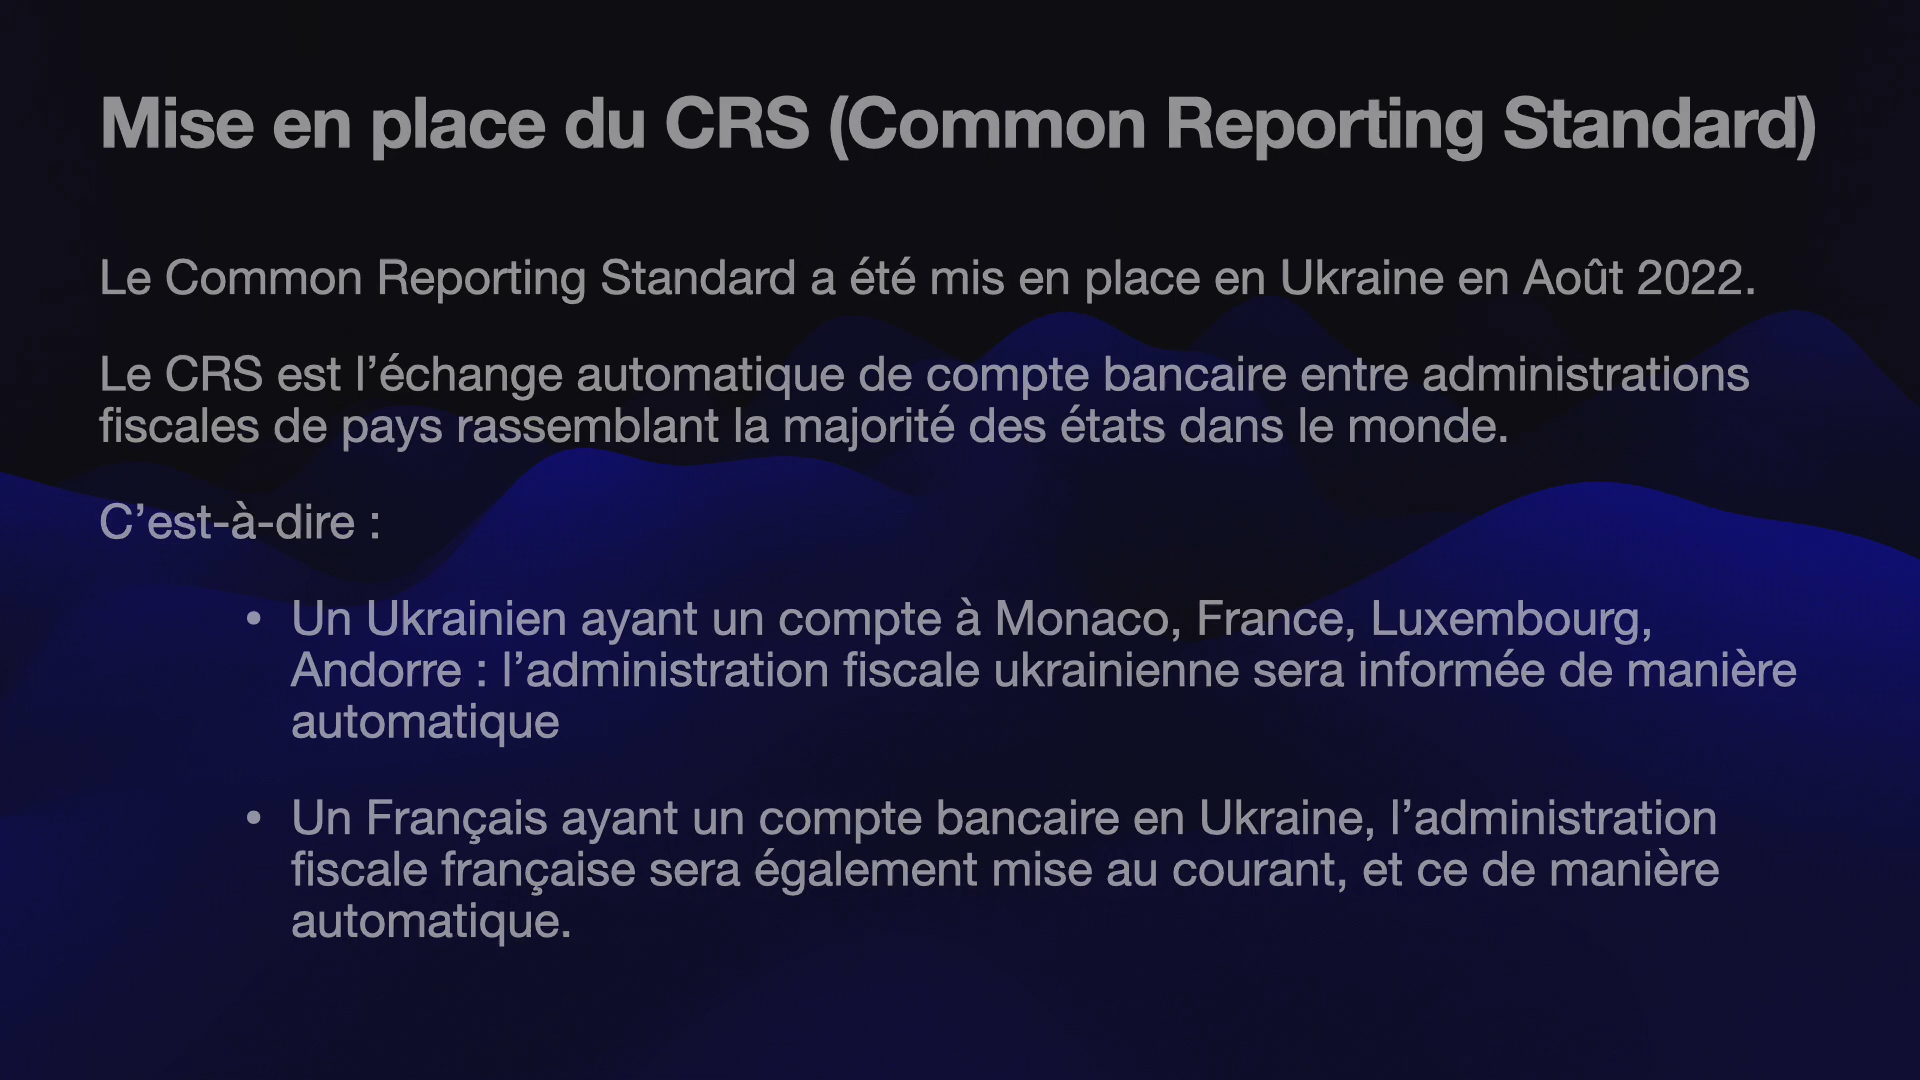 Mise en place du CRS (Common Reporting Standard)
Le Common Reporting Standard a été mis en place en Ukraine en Août 2022.
Le CRS est l’échange automatique de compte bancaire entre administrations
fiscales de pays rassemblant la majorité des états dans le monde.
C’est-à-dire :
• Un Ukrainien ayant un compte à Monaco, France, Luxembourg,
Andorre : l’administration fiscale ukrainienne sera informée de manière
automatique
• Un Français ayant un compte bancaire en Ukraine, l’administration
fiscale française sera également mise au courant, et ce de manière
automatique.